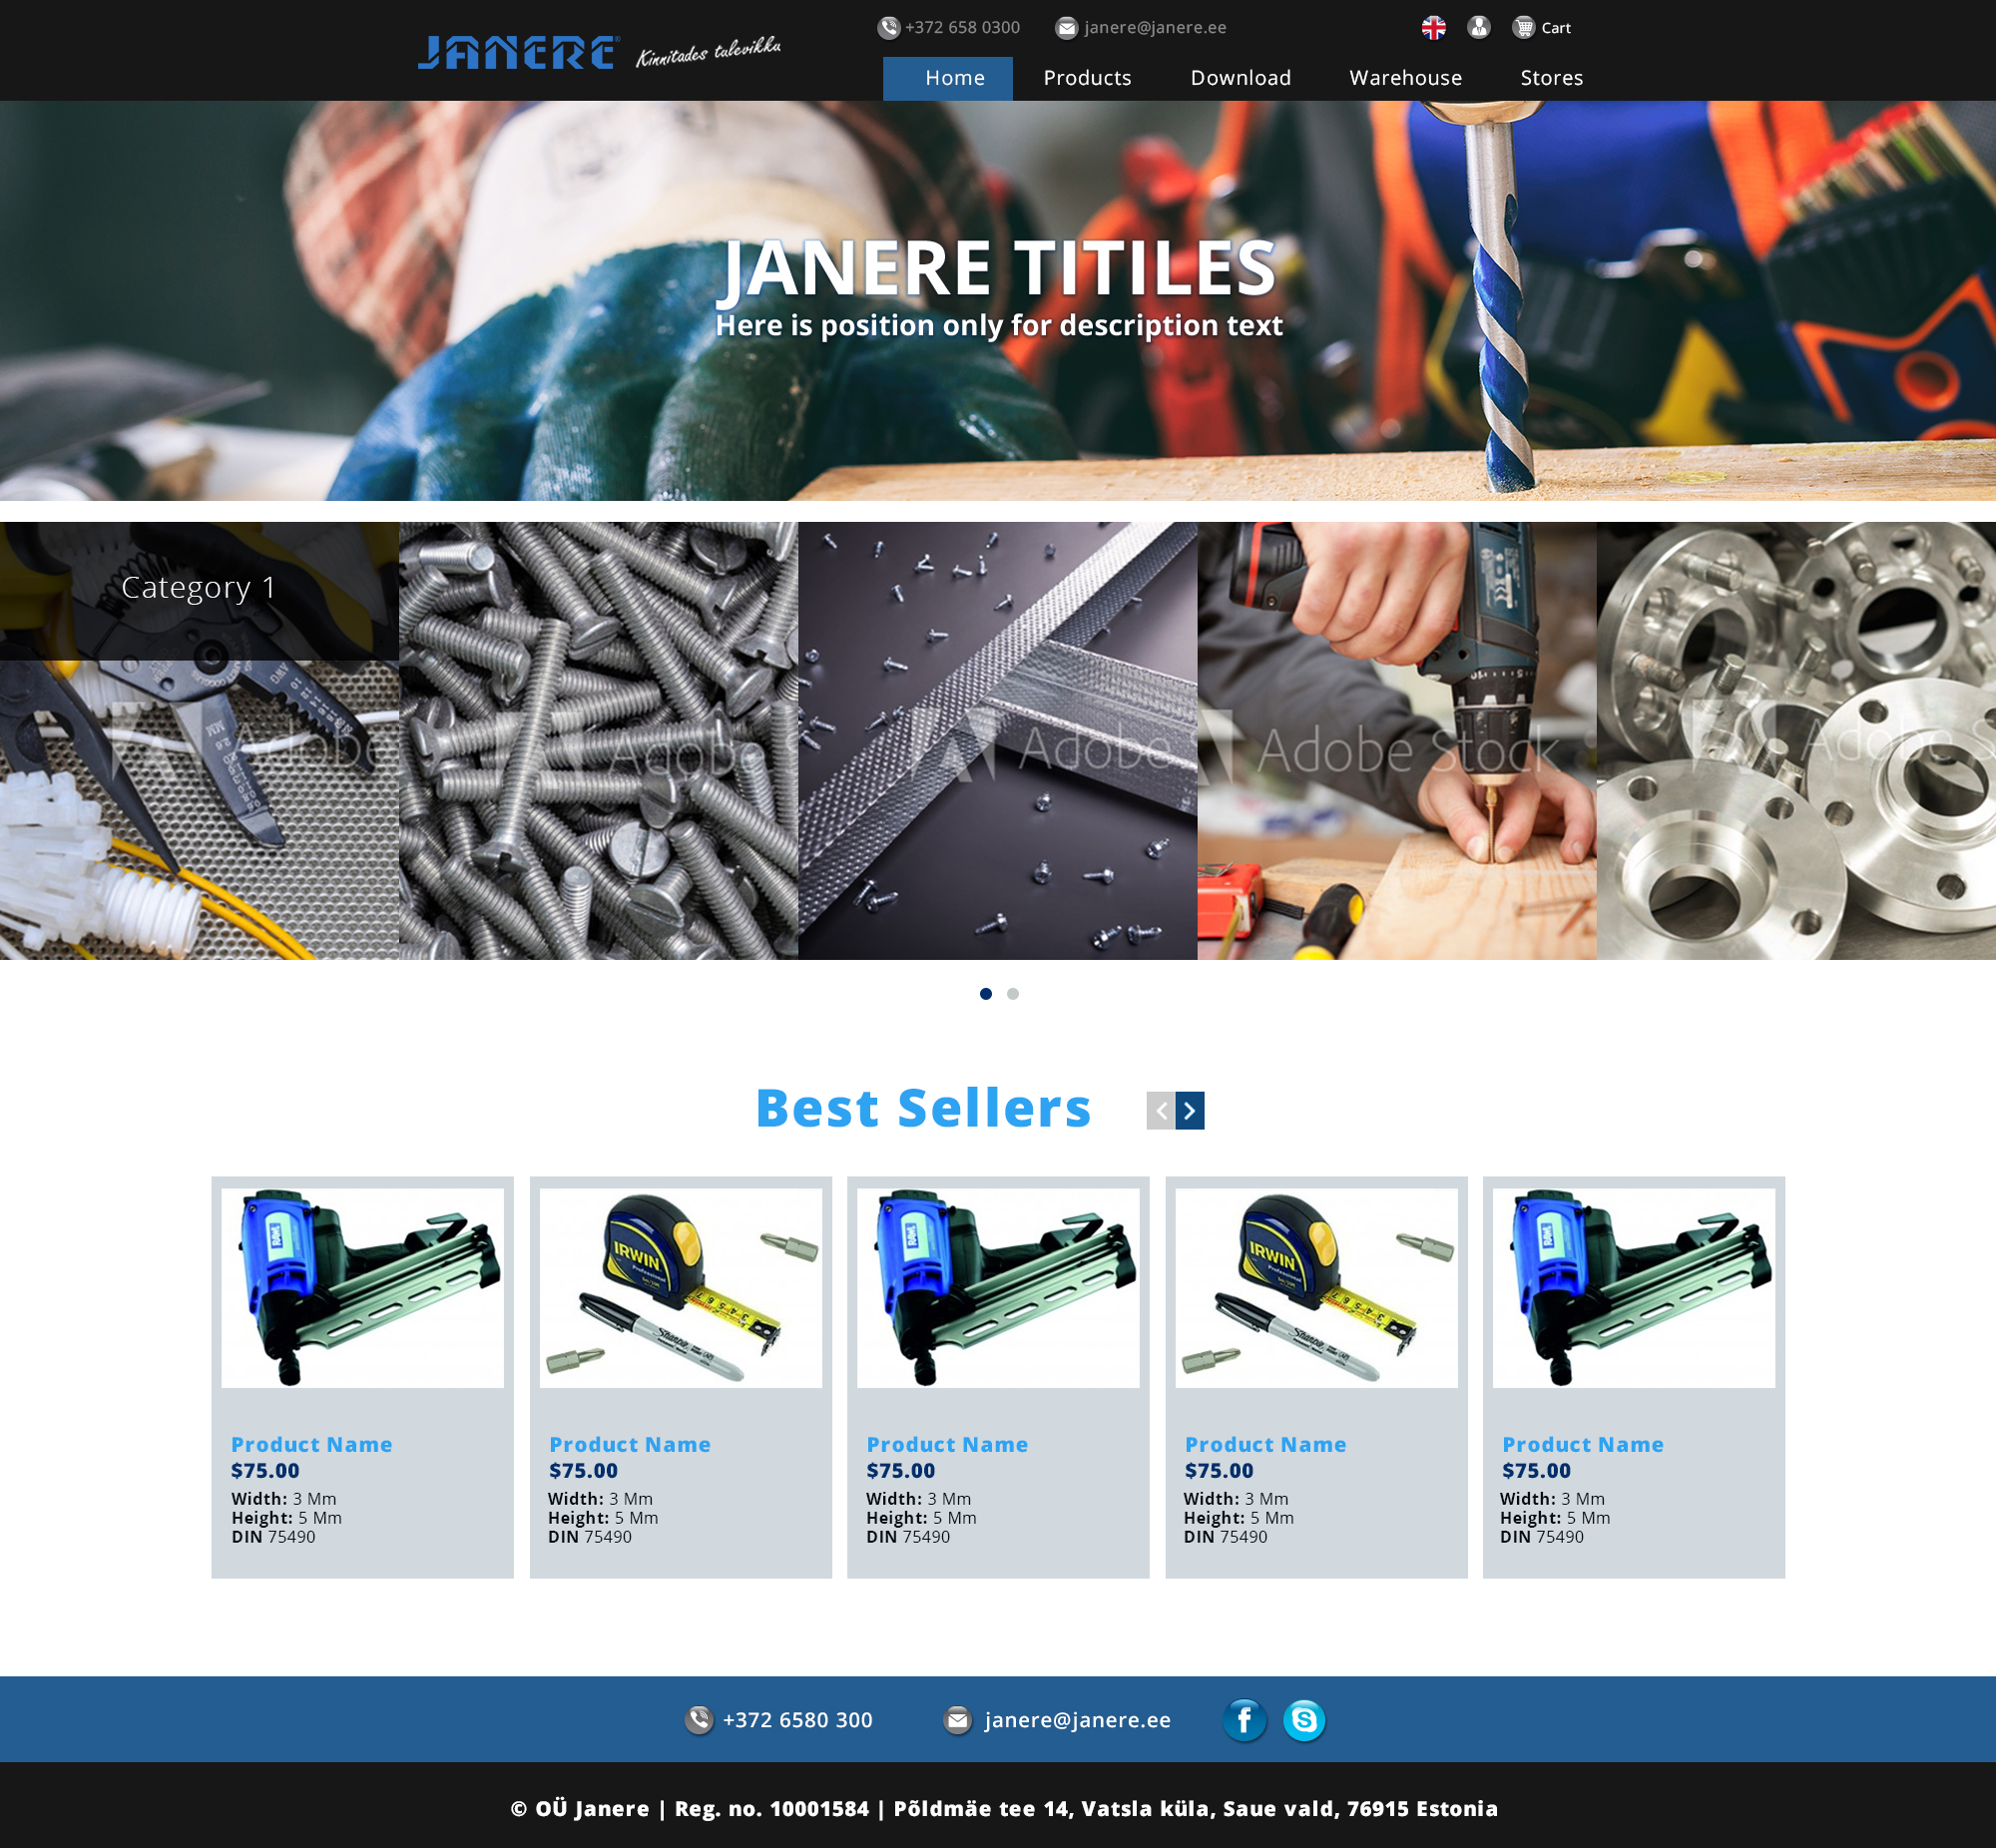 JANERE® Kinnitades tulevikku
+372 658 0300 janere@janere.ee Cart
Home Products Download Warehouse Stores
JANERE TITILES
Here is position only for description text
Category 1
Adobe Adobe S Adobe Adobe Stock Adobe S
Best Sellers
IRWIN IRWIN
Professional Professional
Sharpie Sharpie
Product Name Product Name Product Name Product Name Product Name
$75.00 $75.00 $75.00 $75.00 $75.00
Width: 3 Mm Width: 3 Mm Width: 3 Mm Width: 3 Mm Width: 3 Mm
Height: 5 Mm Height: 5 Mm Height: 5 Mm Height: 5 Mm Height: 5 Mm
DIN 75490 DIN 75490 DIN 75490 DIN 75490 DIN 75490
+372 6580 300 janere@janere.ee
© OÜ Janere | Reg. no. 10001584 | Põldmäe tee 14, Vatsla küla, Saue vald, 76915 Estonia